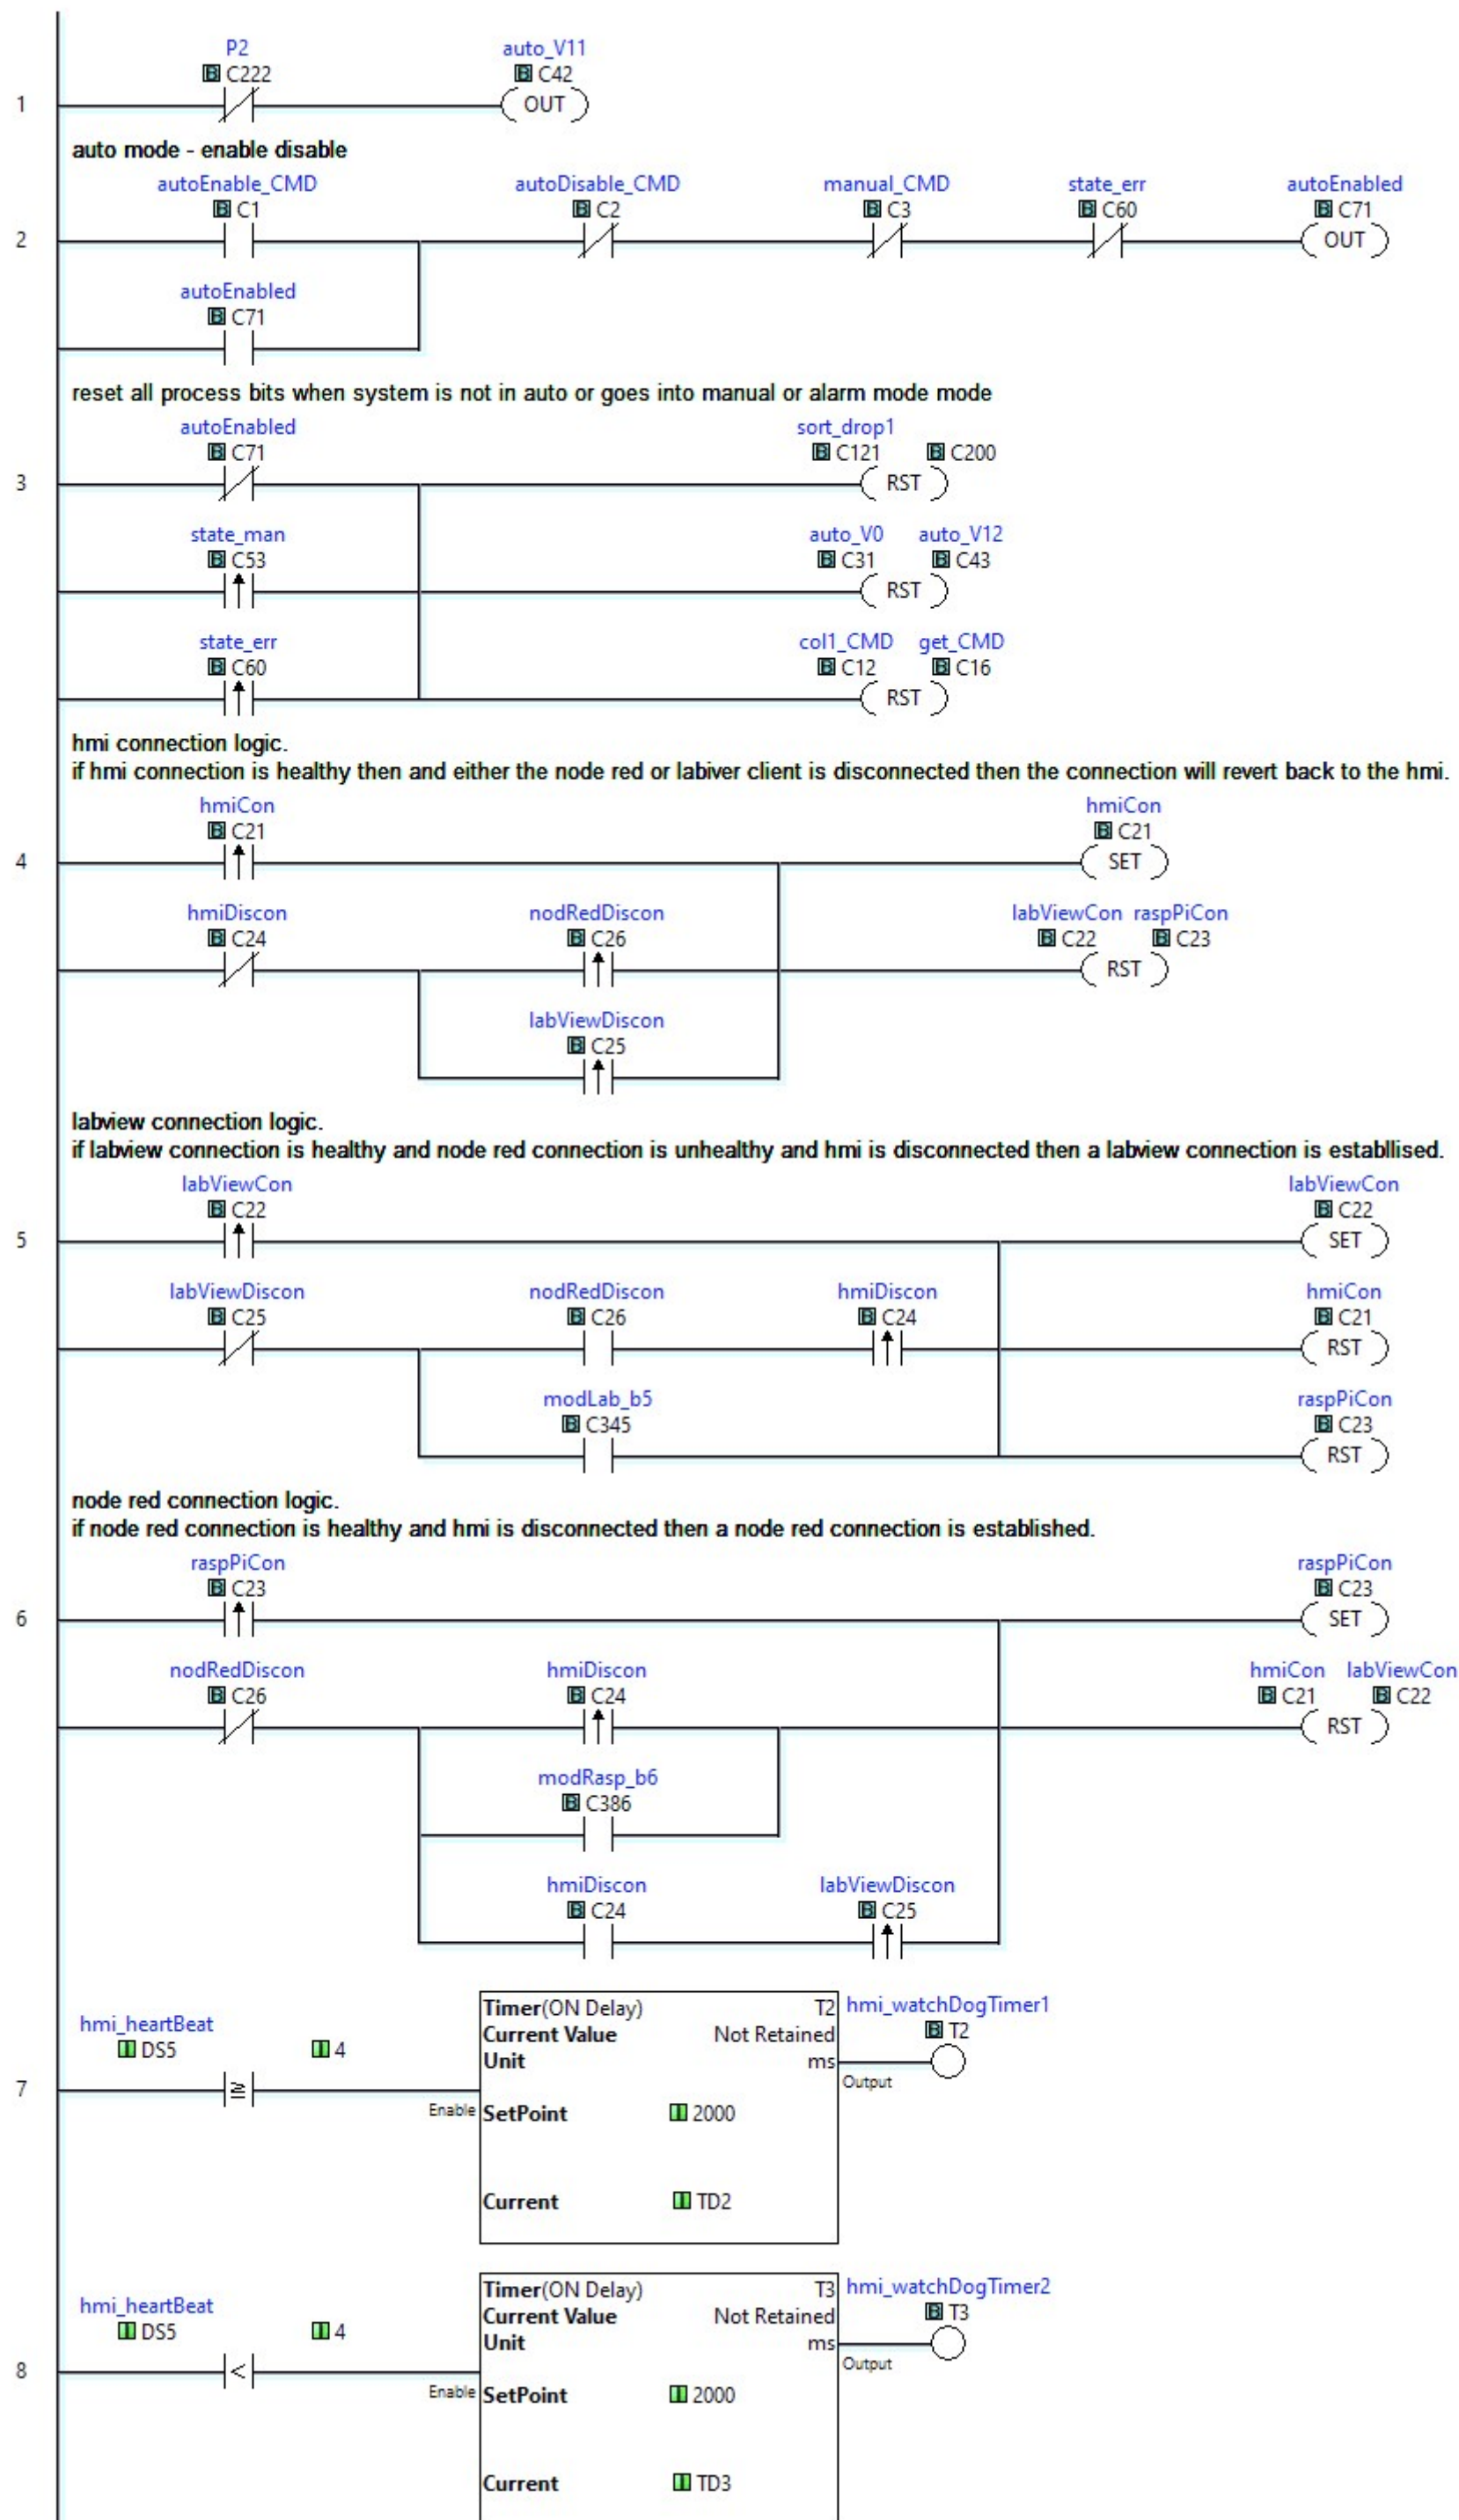 P2 auto_V11
C222 C42
1 OUT
auto mode - enable disable
autoEnable_CMD autoDisable_CMD manual_CMD state_err autoEnabled
C1 C2 C3 C60 C71
2 OUT
autoEnabled
C71
reset all process bits when system is not in auto or goes into manual or alarm mode mode
autoEnabled sort_drop1
C71 C121 C200
3 RST
state_man auto_V0 auto_V12
C53 C31 C43
RST
state_err col1_CMD get_CMD
C60 C12 C16
RST
hmi connection logic.
if hmi connection is healthy then and either the node red or labiver client is disconnected then the connection will revert back to the hmi.
hmiCon hmiCon
C21 C21
4 SET
hmiDiscon nodRedDiscon labViewCon raspPiCon
C24 C26 C22 C23
RST
labViewDiscon
C25
labview connection logic.
if labview connection is healthy and node red connection is unhealthy and hmi is disconnected then a labview connection is establlised.
labViewCon labViewCon
C22 C22
5 SET
labViewDiscon nodRedDiscon hmiDiscon hmiCon
C25 C26 C24 C21
RST
modLab_b5 raspPiCon
C345 C23
RST
node red connection logic.
if node red connection is healthy and hmi is disconnected then a node red connection is established.
raspPiCon raspPiCon
C23 C23
6 SET
nodRedDiscon hmiDiscon hmiCon labViewCon
C26 C24 C21 C22
RST
modRasp_b6
C386
hmiDiscon labViewDiscon
C24 C25
Timer(ON Delay) T2 hmi_watchDogTimer1
hmi_heartBeat Current Value Not Retained T2
DS5 4 Unit ms
7 Output
Enable SetPoint 2000
Current TD2
Timer(ON Delay) T3 hmi_watchDogTimer2
hmi_heartBeat Current Value Not Retained T3
DS5 4 Unit ms
8 < Output
Enable SetPoint 2000
Current TD3